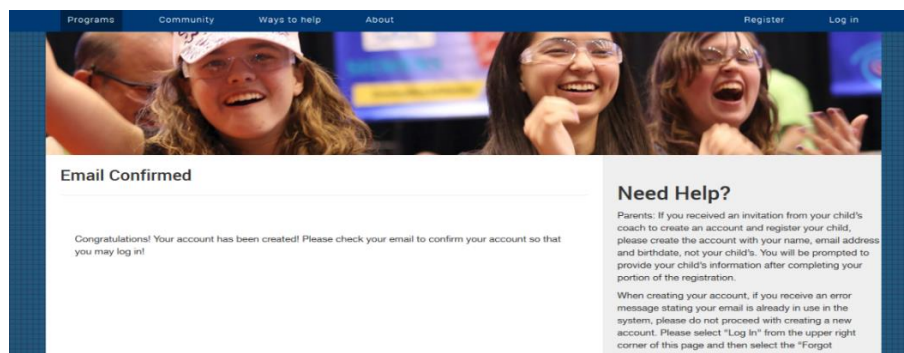 Programs Community Ways to help About Register Log in
Email Confirmed
Congratulations! Your account has been created! Please check your email to confirm your account so that
you may log in!
Need Help?
Parents: If you received an invitation from your child's
coach to create an account and register your child,
please create the account with your name, email address
and birthdate, not your child's. You will be prompted to
provide your child's information after completing your
portion of the registration.
When creating your account, if you receive an error
message stating your email is already in use in the
system, please do not proceed with creating a new
account. Please select "Log In" from the upper right
corner of this page and then select the "Forgot